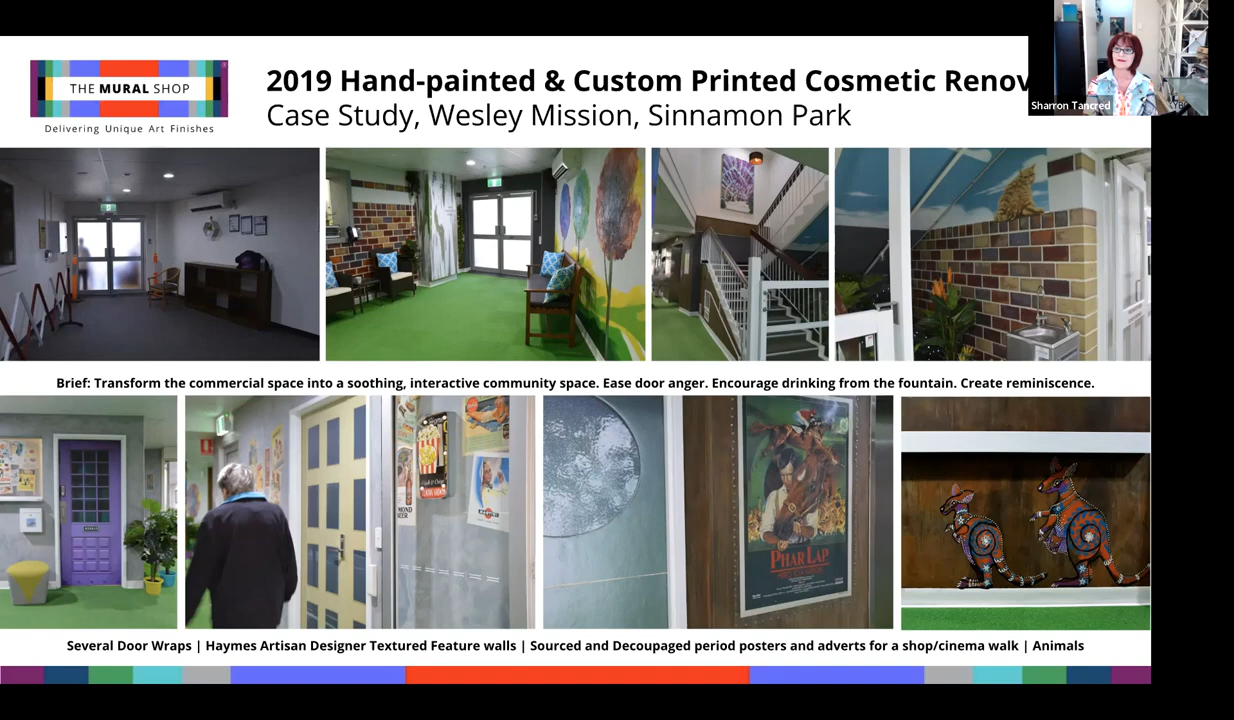 THE MURAL SHOP
Delivering Unique Art Finishes
2019 Hand-painted & Custom Printed Cosmetic Renov
Case Study, Wesley Mission, Sinnamon Park
Sharron Tancred
Brief: Transform the commercial space into a soothing, interactive community space. Ease door anger. Encourage drinking from the fountain. Create reminiscence.
PHAR LAP
Several Door Wraps | Haymes Artisan Designer Textured Feature walls | Sourced and Decoupaged period posters and adverts for a shop/cinema walk | Animals